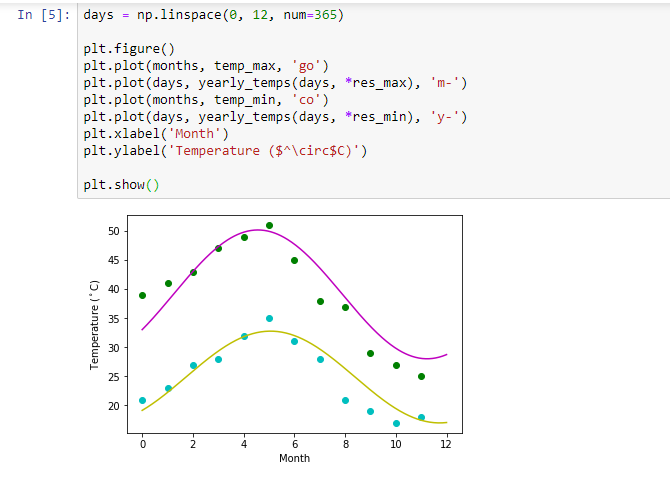 In [5]: days = np.linspace(0, 12, num=365)
plt.figure()
plt.plot(months, temp_max, 'go')
plt.plot(days, yearly_temps(days, *res_max), 'm-')
plt.plot(months, temp_min, 'co')
plt.plot(days, yearly_temps(days, *res_min), 'y-')
plt.xlabel('Month')
plt.ylabel('Temperature ($^\circ$C)')
plt.show()
50
45
40
35
30
25
20
Temperature (°C)
0 2 4 6 8 10 12
Month